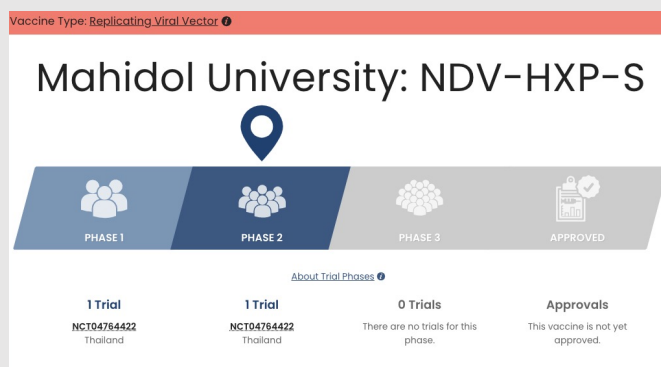 Vaccine Type: Replicating Viral Vector i
Mahidol University: NDV-HXP-S
PHASE 1 PHASE 2 PHASE 3 APPROVED
About Trial Phases i
1 Trial 1 Trial 0 Trials Approvals
NCT04764422 NCT04764422 There are no trials for this This vaccine is not yet
Thailand Thailand phase. approved.